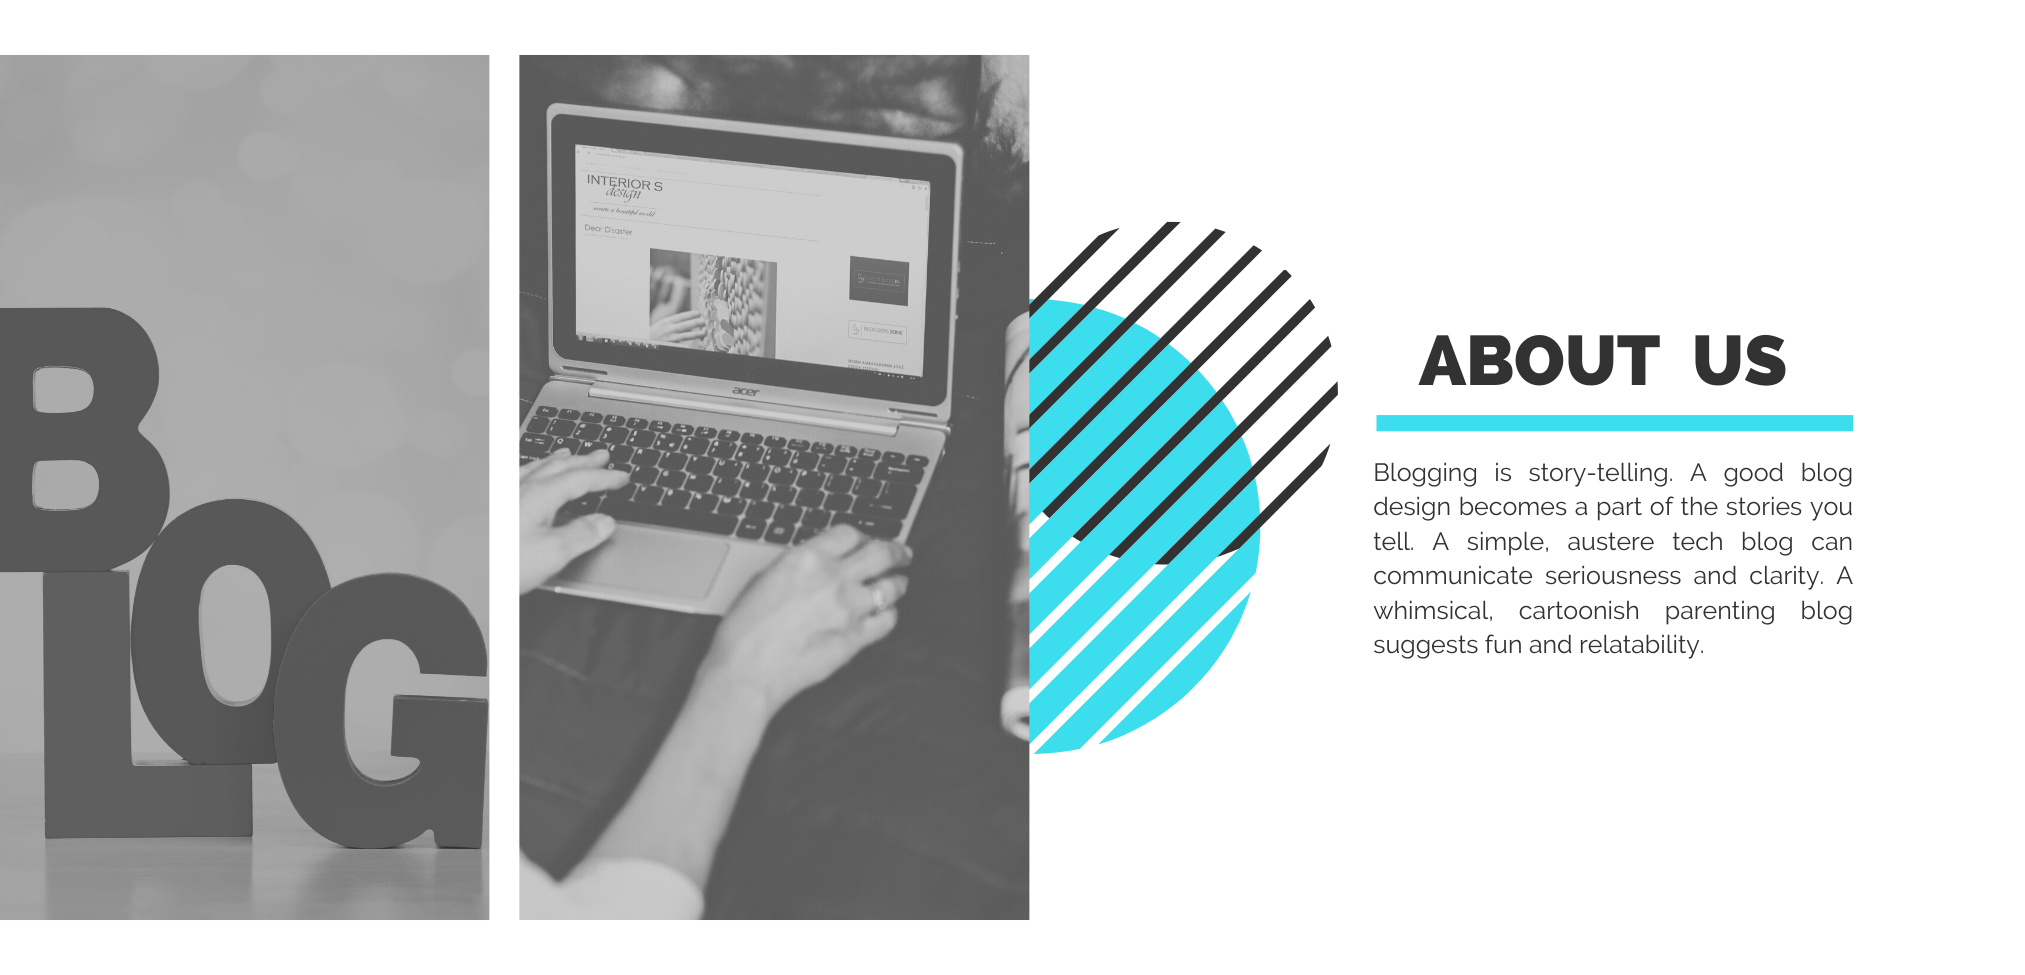 BLOG
INTERIORS
design
create a beautiful world
Dear Disaster
acer
ABOUT US
Blogging is story-telling. A good blog
design becomes a part of the stories you
tell. A simple, austere tech blog can
communicate seriousness and clarity. A
whimsical, cartoonish parenting blog
suggests fun and relatability.